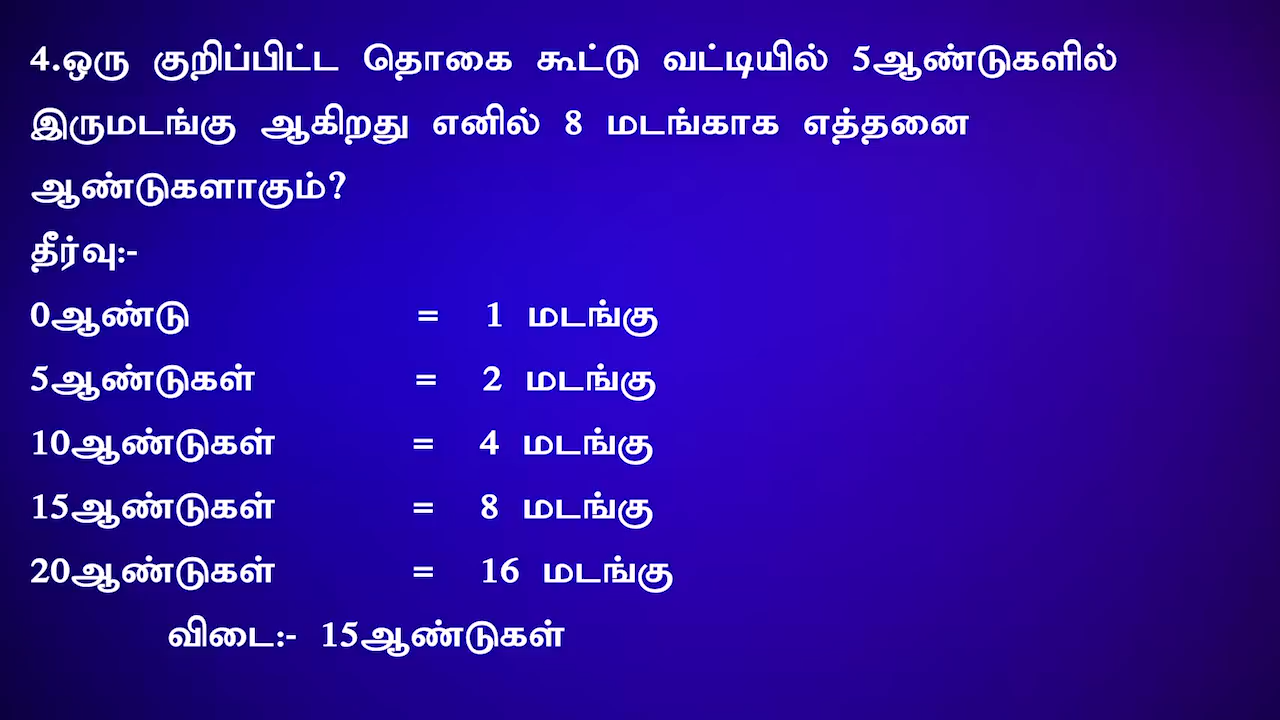 4.ஒரு குறிப்பிட்ட தொகை கூட்டு வட்டியில் 5ஆண்டுகளில்
இருமடங்கு ஆகிறது எனில் 8 மடங்காக எத்தனை
ஆண்டுகளாகும்?
தீர்வு:-
0ஆண்டு = 1 மடங்கு
5ஆண்டுகள் = 2 மடங்கு
10ஆண்டுகள் = 4 மடங்கு
15ஆண்டுகள் = 8 மடங்கு
20ஆண்டுகள் = 16 மடங்கு
விடை:- 15ஆண்டுகள்